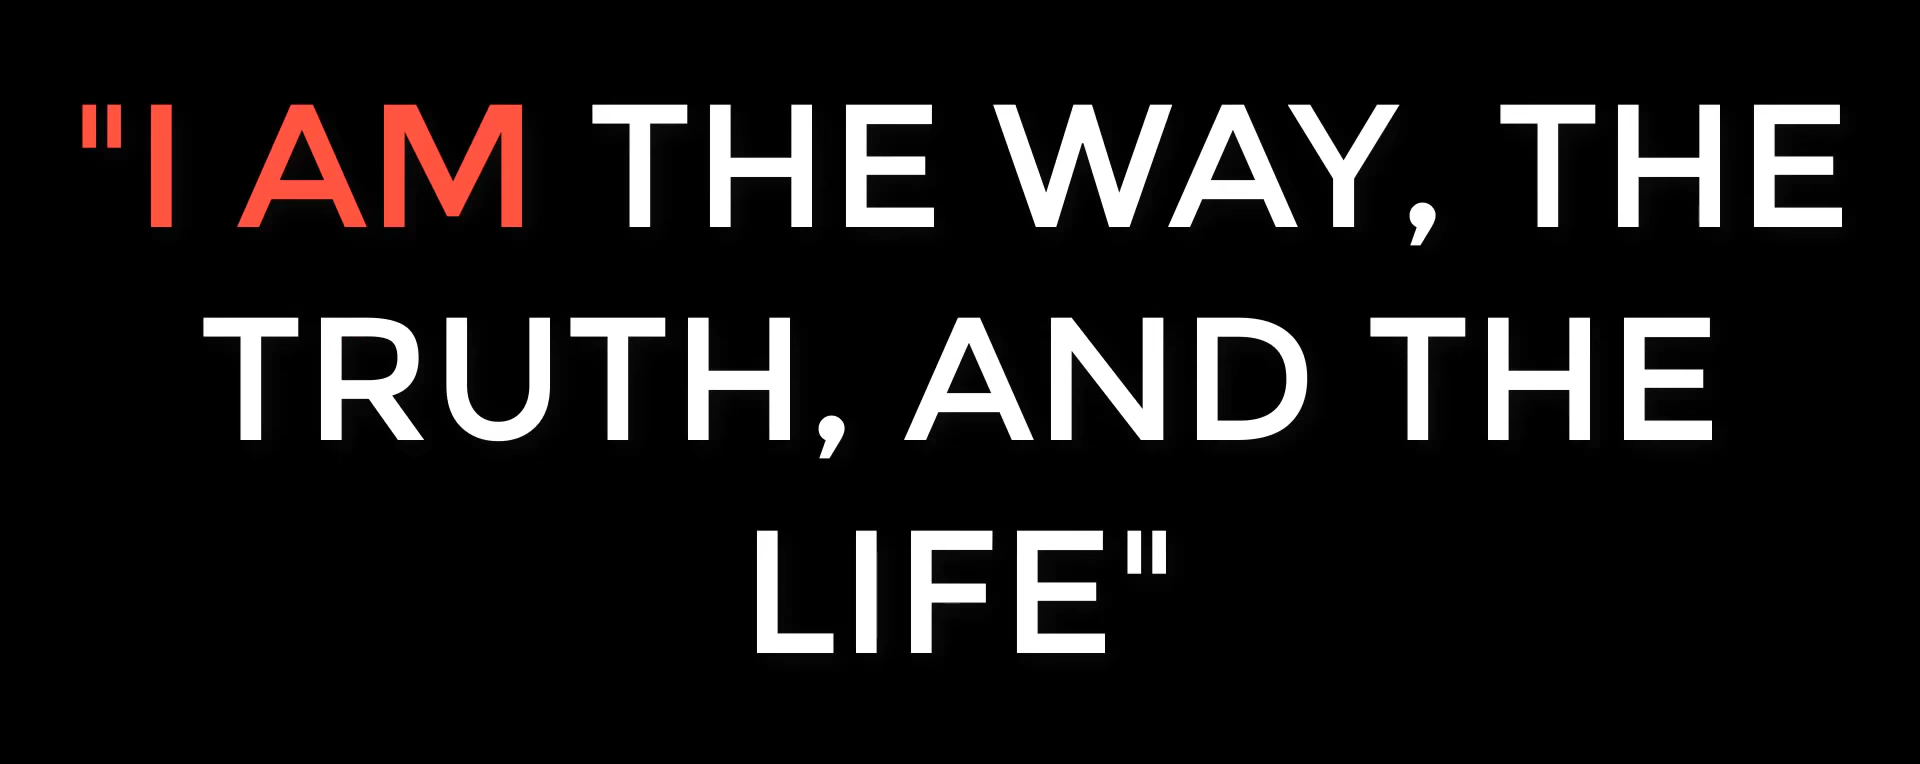 "I AM THE WAY, THE
TRUTH, AND THE
LIFE"